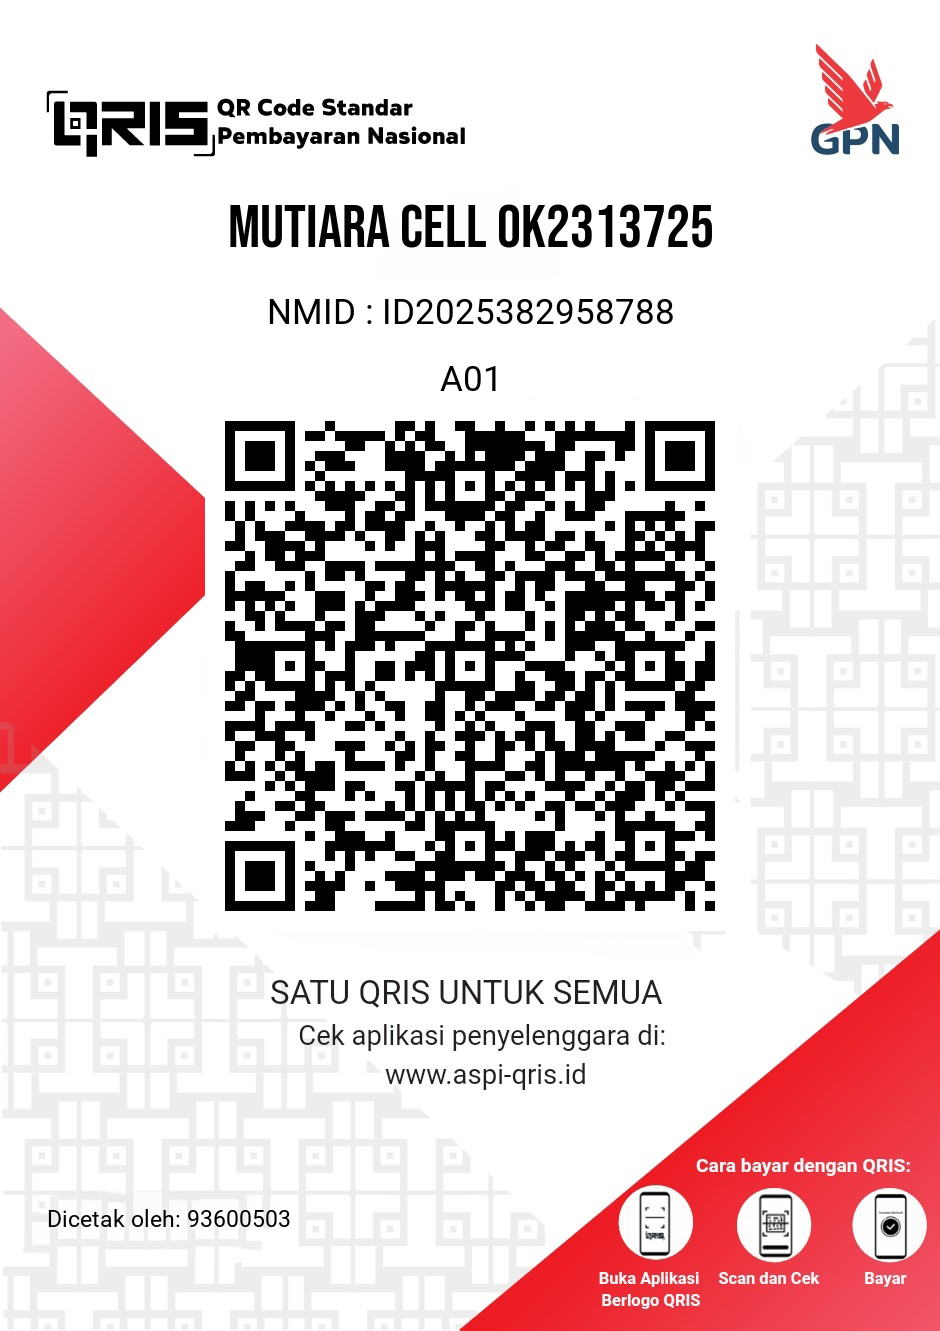 QRIS QR Code Standar
Pembayaran Nasional
GPN
MUTIARA CELL OK2313725
NMID : ID2025382958788
A01
SATU QRIS UNTUK SEMUA
Cek aplikasi penyelenggara di:
www.aspi-qris.id
Cara bayar dengan QRIS:
Dicetak oleh: 93600503
QRIS
Buka Aplikasi
Berlogo QRIS
Scan dan Cek
Bayar